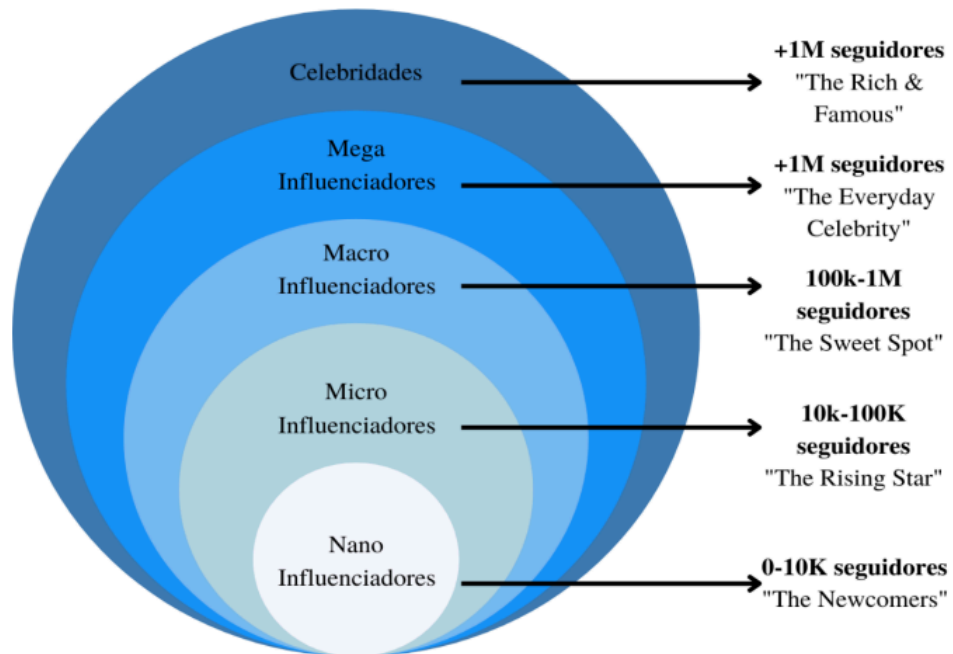 Celebridades
+1M seguidores
"The Rich &
Famous"
Mega
Influenciadores
+1M seguidores
"The Everyday
Celebrity"
Macro
Influenciadores
100k-1M
seguidores
"The Sweet Spot"
Micro
Influenciadores
10k-100K
seguidores
"The Rising Star"
Nano
Influenciadores
0-10K seguidores
"The Newcomers"